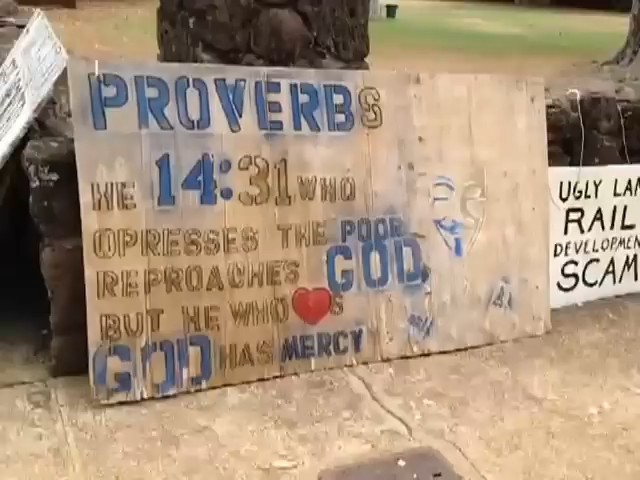 PROVERBS
HE 14:31 WHO
OPRESSES THE POOR
REPROACHES GOD,
BUT HE WHO ❤S
GOD HAS MERCY
UGLY LAN
RAIL
DEVELOPMEN
SCAM